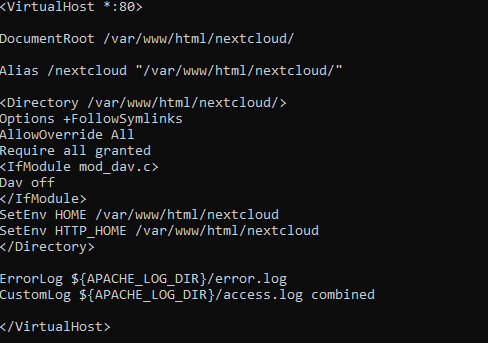 <VirtualHost *:80>
DocumentRoot /var/www/html/nextcloud/
Alias /nextcloud "/var/www/html/nextcloud/"
<Directory /var/www/html/nextcloud/>
Options +FollowSymlinks
AllowOverride All
Require all granted
<IfModule mod_dav.c>
Dav off
</IfModule>
SetEnv HOME /var/www/html/nextcloud
SetEnv HTTP_HOME /var/www/html/nextcloud
</Directory>
ErrorLog ${APACHE_LOG_DIR}/error.log
CustomLog ${APACHE_LOG_DIR}/access.log combined
</VirtualHost>